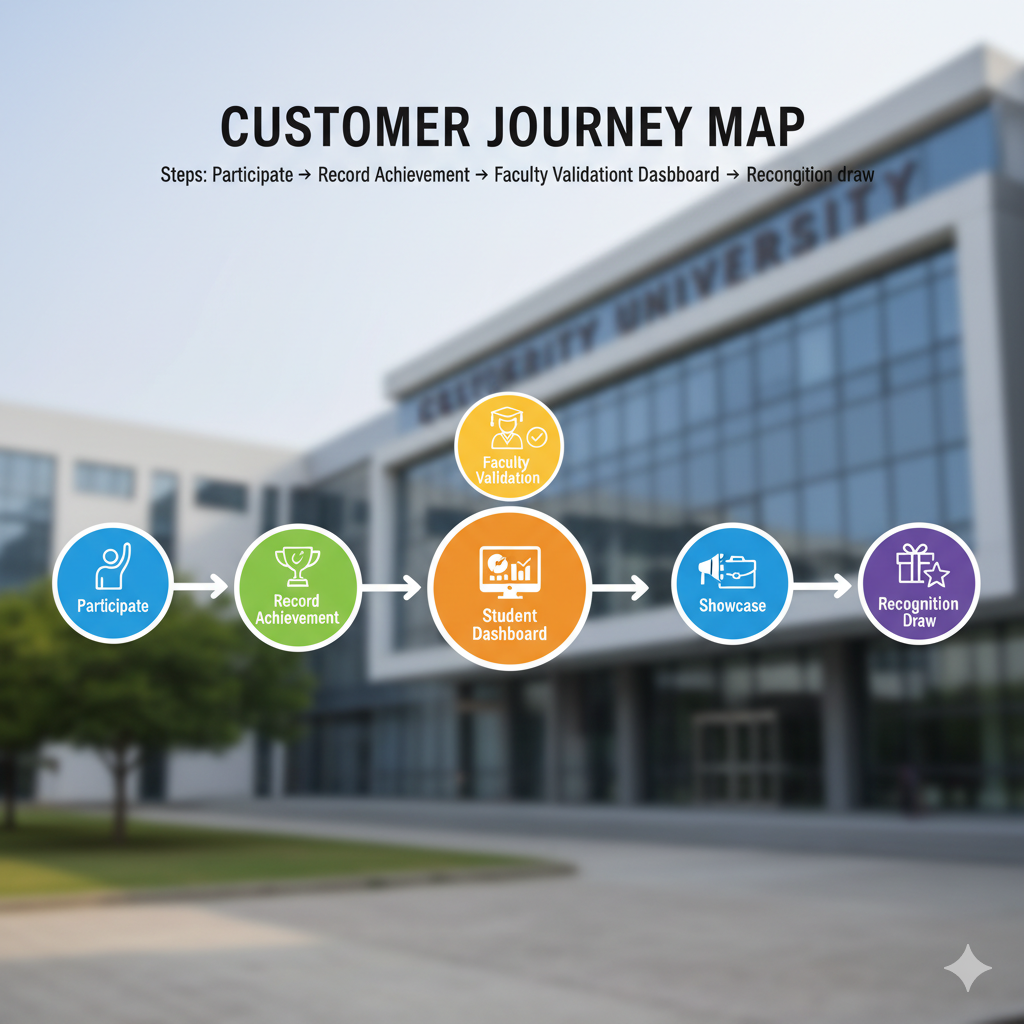 CUSTOMER JOURNEY MAP
Steps: Participate → Record Achievement → Faculty Validationt Dasbboard → Recongition draw
UNIVERSITY
Faculty
Validation
Participate
Record
Achievement
Student
Dashboard
Showcase
Recognition
Draw